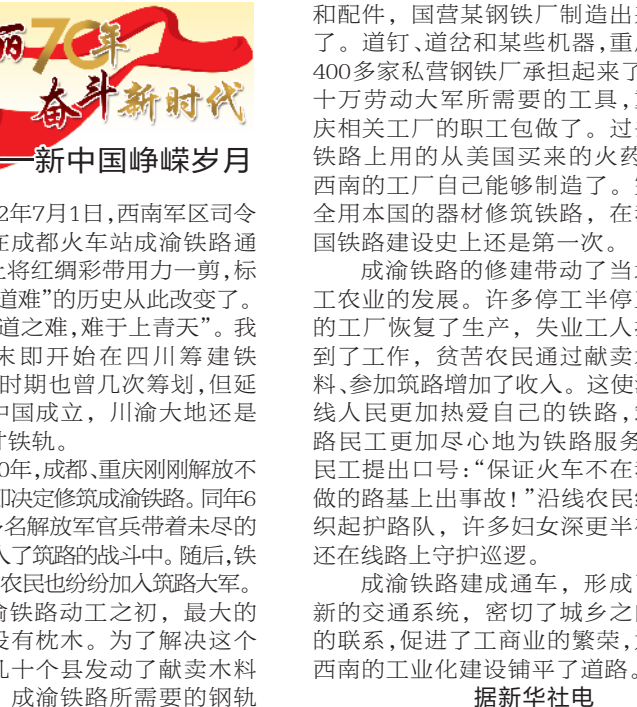 丽70年
奋斗新时代
——新中国峥嵘岁月
2年7月1日,西南军区司令
在成都火车站成渝铁路通
上将红绸彩带用力一剪,标
道难”的历史从此改变了。
道之难,难于上青天”。我
末即开始在四川筹建铁
时期也曾几次筹划,但延
中国成立，川渝大地还是
寸铁轨。
0年,成都、重庆刚刚解放不
即决定修筑成渝铁路。同年6
多名解放军官兵带着未尽的
入了筑路的战斗中。随后,铁
农民也纷纷加入筑路大军。
渝铁路动工之初，最大的
没有枕木。为了解决这个
几十个县发动了献卖木料
成渝铁路所需要的钢轨
和配件，国营某钢铁厂制造出
了。道钉、道岔和某些机器,重
400多家私营钢铁厂承担起来了
十万劳动大军所需要的工具,
庆相关工厂的职工包做了。过
铁路上用的从美国买来的火药
西南的工厂自己能够制造了。
全用本国的器材修筑铁路，在
国铁路建设史上还是第一次。
成渝铁路的修建带动了当
工农业的发展。许多停工半停
的工厂恢复了生产，失业工人
到了工作，贫苦农民通过献卖
料、参加筑路增加了收入。这使
线人民更加热爱自己的铁路,
路民工更加尽心地为铁路服务
民工提出口号:“保证火车不在
做的路基上出事故!”沿线农民
织起护路队，许多妇女深更半
还在线路上守护巡逻。
成渝铁路建成通车，形成
新的交通系统，密切了城乡之
的联系,促进了工商业的繁荣,
西南的工业化建设铺平了道路。
据新华社电